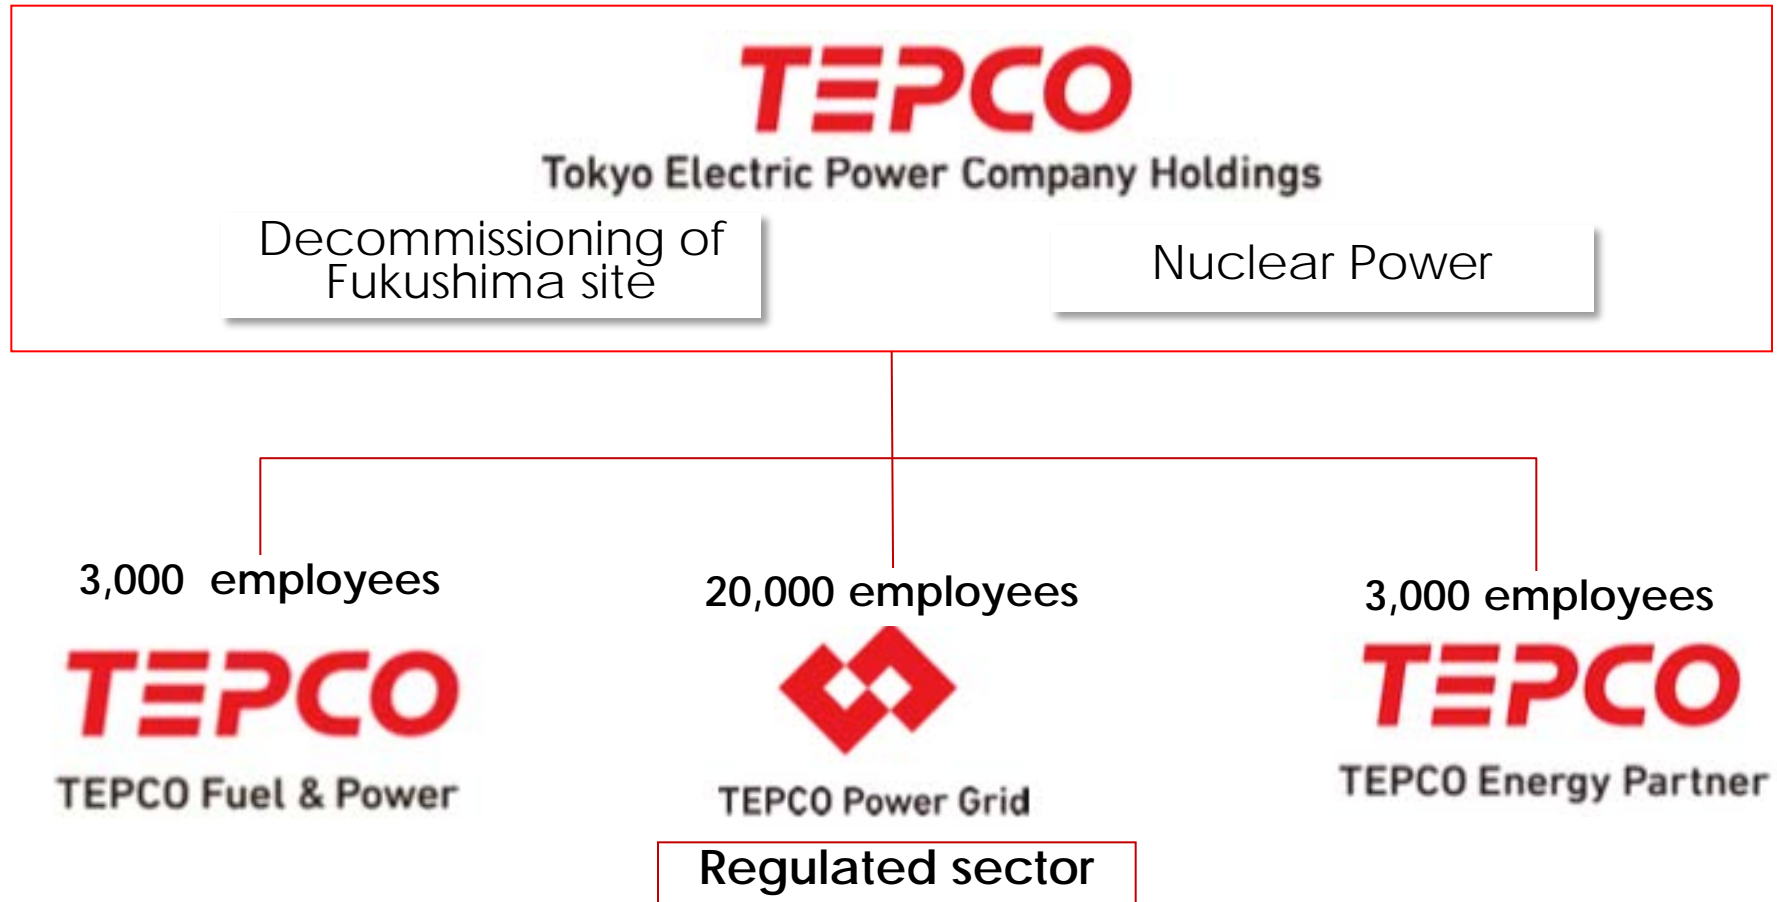 TEPCO
Tokyo Electric Power Company Holdings
Decommissioning of
Fukushima site
Nuclear Power
3,000 employees
TEPCO
TEPCO Fuel & Power
20,000 employees
TEPCO Power Grid
Regulated sector
3,000 employees
TEPCO
TEPCO Energy Partner